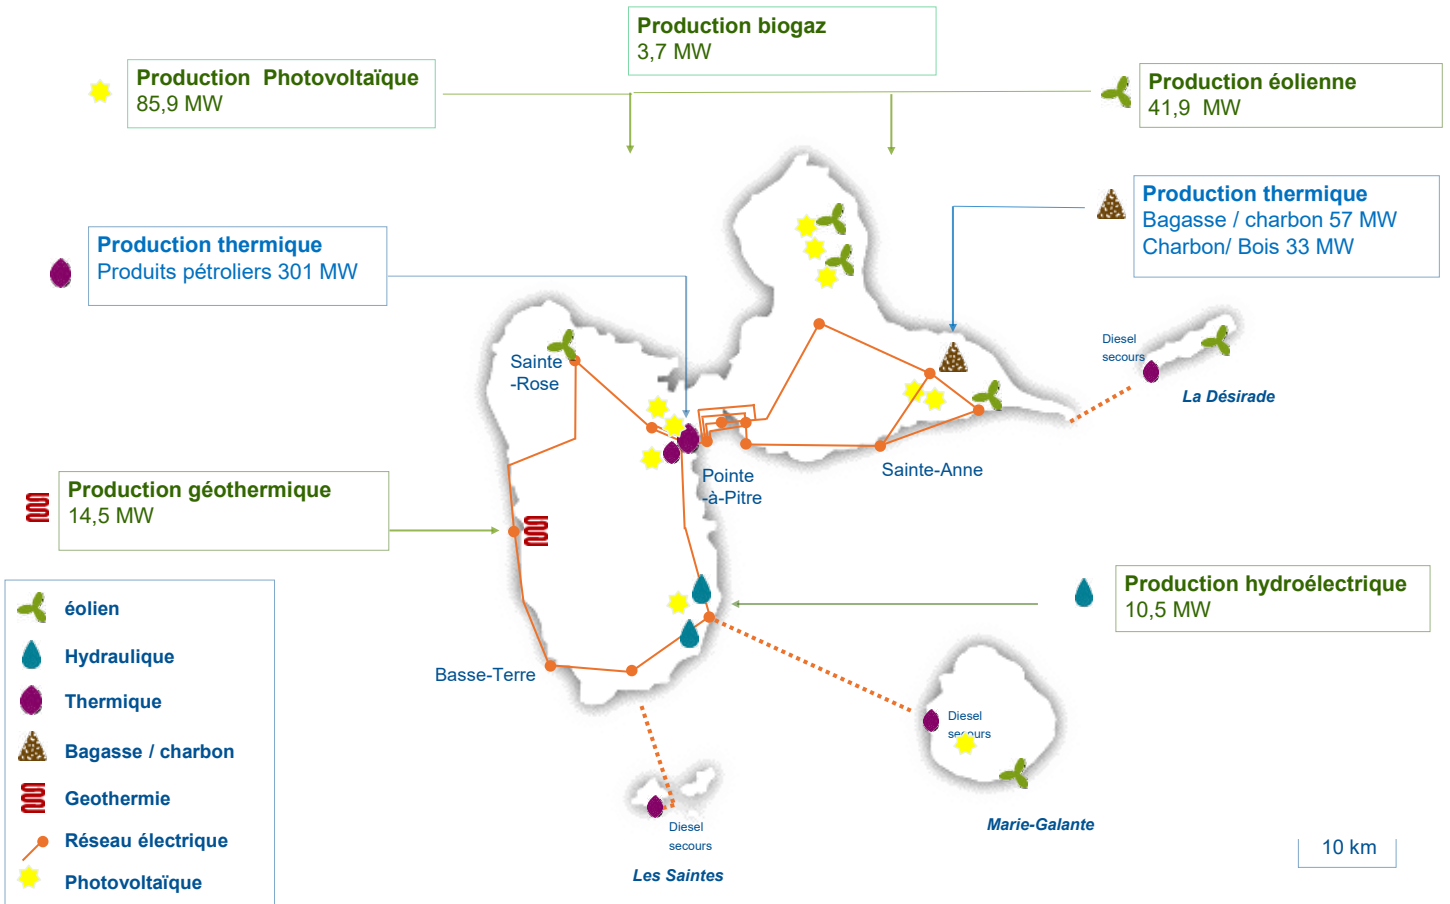 Production biogaz
3,7 MW
Production Photovoltaïque
85,9 MW
Production éolienne
41,9 MW
Production thermique
Bagasse / charbon 57 MW
Charbon/ Bois 33 MW
Production thermique
Produits pétroliers 301 MW
Diesel
secours
La Désirade
Sainte
-Rose
Pointe
-à-Pitre
Sainte-Anne
Production géothermique
14,5 MW
Production hydroélectrique
10,5 MW
Basse-Terre
Diesel
secours
Marie-Galante
Diesel
secours
Les Saintes
10 km
éolien
Hydraulique
Thermique
Bagasse / charbon
Geothermie
Réseau électrique
Photovoltaïque